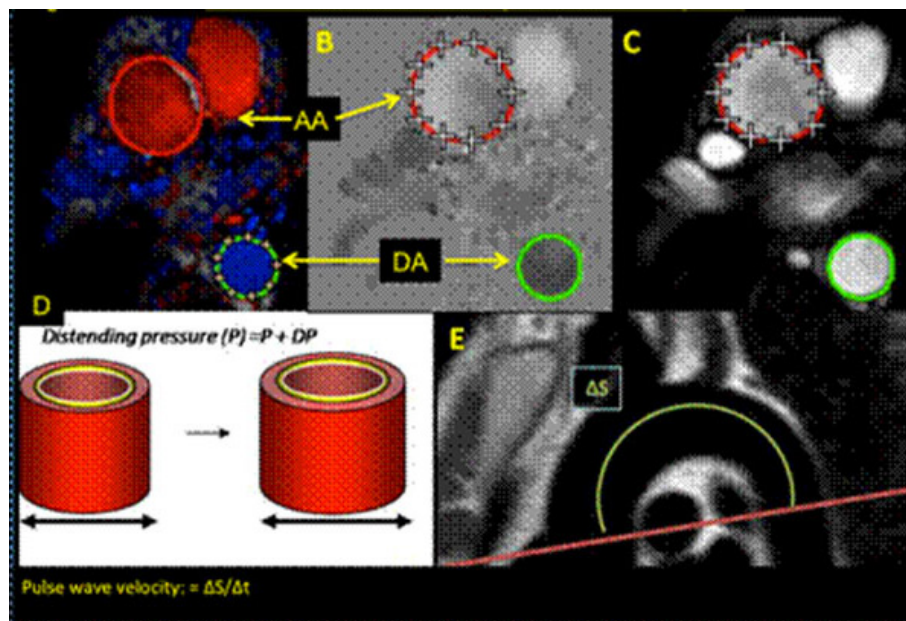 B
C
AA
DA
D
Distending pressure (P) =P + DP
E
ΔS
Pulse wave velocity: = ΔS/Δt